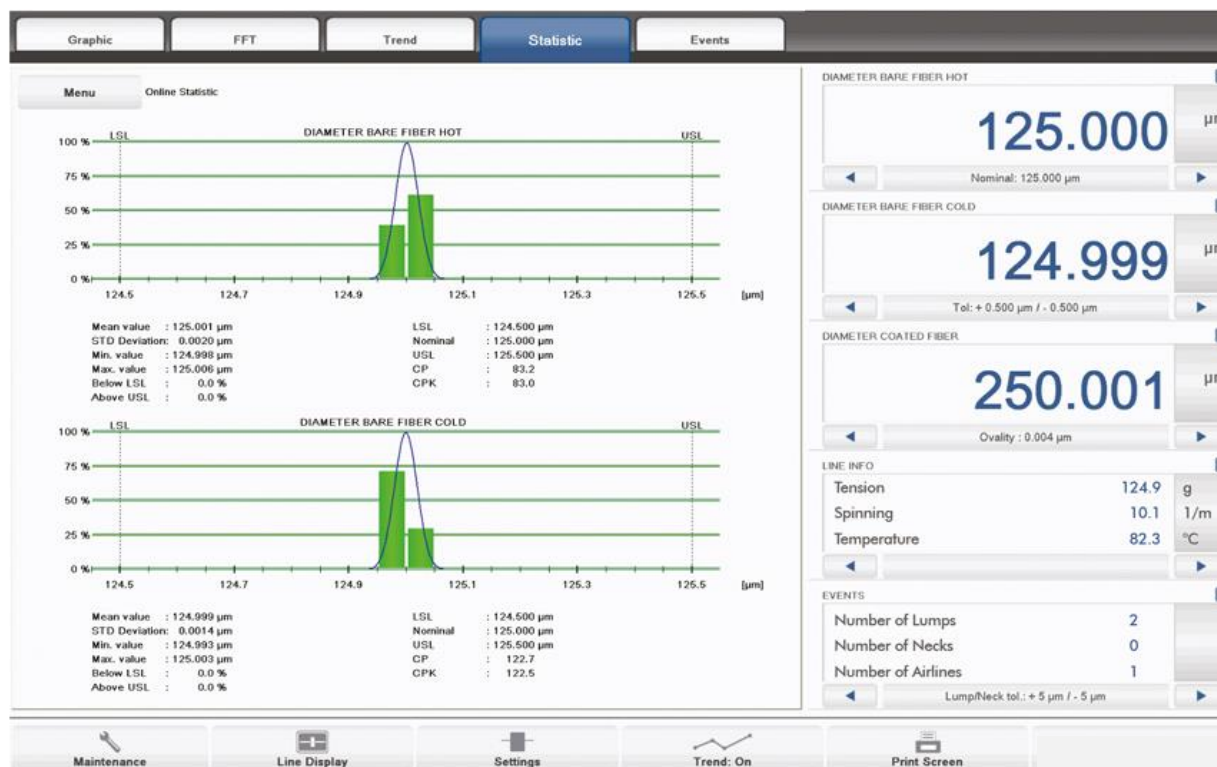 Graphic FFT Trend Statistic Events
Menu Online Statistic
DIAMETER BARE FIBER HOT
LSL USL
100 %
75 %
50 %
25 %
0 %
124.5 124.7 124.9 125.1 125.3 125.5 [µm]
Mean value : 125.001 µm LSL : 124.500 µm
STD Deviation: 0.0020 µm Nominal : 125.000 µm
Min. value : 124.998 µm USL : 125.500 µm
Max. value : 125.006 µm CP : 83.2
Below LSL : 0.0 % CPK : 83.0
Above USL : 0.0 %
DIAMETER BARE FIBER COLD
LSL USL
100 %
75 %
50 %
25 %
0 %
124.5 124.7 124.9 125.1 125.3 125.5 [µm]
Mean value : 124.999 µm LSL : 124.500 µm
STD Deviation: 0.0014 µm Nominal : 125.000 µm
Min. value : 124.993 µm USL : 125.500 µm
Max. value : 125.003 µm CP : 122.7
Below LSL : 0.0 % CPK : 122.5
Above USL : 0.0 %
DIAMETER BARE FIBER HOT
125.000
Nominal: 125.000 µm
DIAMETER BARE FIBER COLD
124.999
Tol: + 0.500 µm / - 0.500 µm
DIAMETER COATED FIBER
250.001
Ovality : 0.004 µm
LINE INFO
Tension 124.9 g
Spinning 10.1 1/m
Temperature 82.3 °C
EVENTS
Number of Lumps 2
Number of Necks 0
Number of Airlines 1
Lump/Neck tol.: + 5 µm / - 5 µm
Maintenance Line Display Settings Trend: On Print Screen